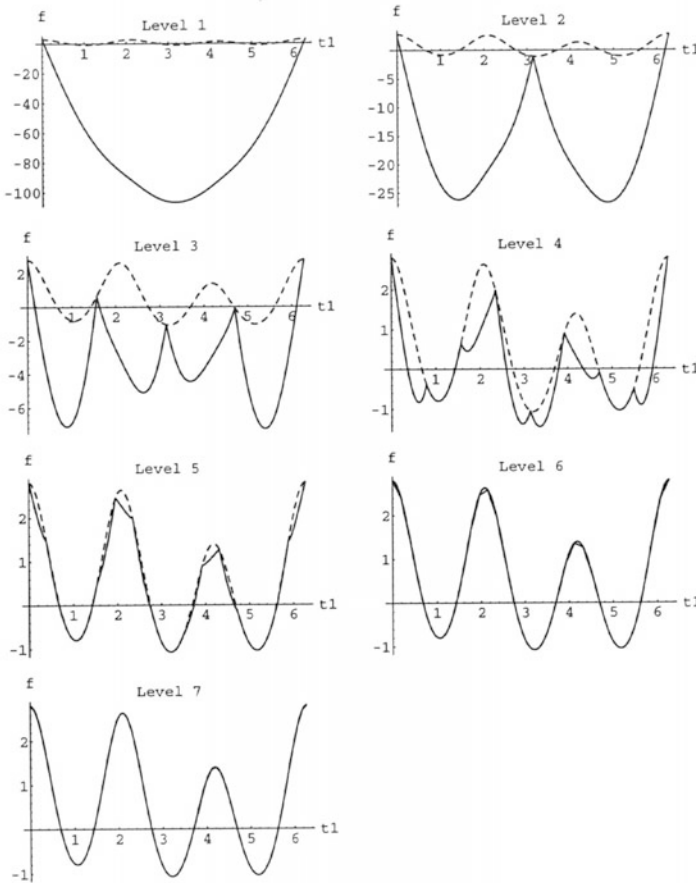 f
Level 1
t1
1 2 3 4 5 6
-20
-40
-60
-80
-100
f
Level 2
t1
1 2 3 4 5 6
-5
-10
-15
-20
-25
f
Level 3
2
t1
1 2 3 4 5 6
-2
-4
-6
f
Level 4
2
1
t1
1 2 3 4 5 6
-1
f
Level 5
2
1
t1
1 2 3 4 5 6
-1
f
Level 6
2
1
t1
1 2 3 4 5 6
-1
f
Level 7
2
1
t1
1 2 3 4 5 6
-1